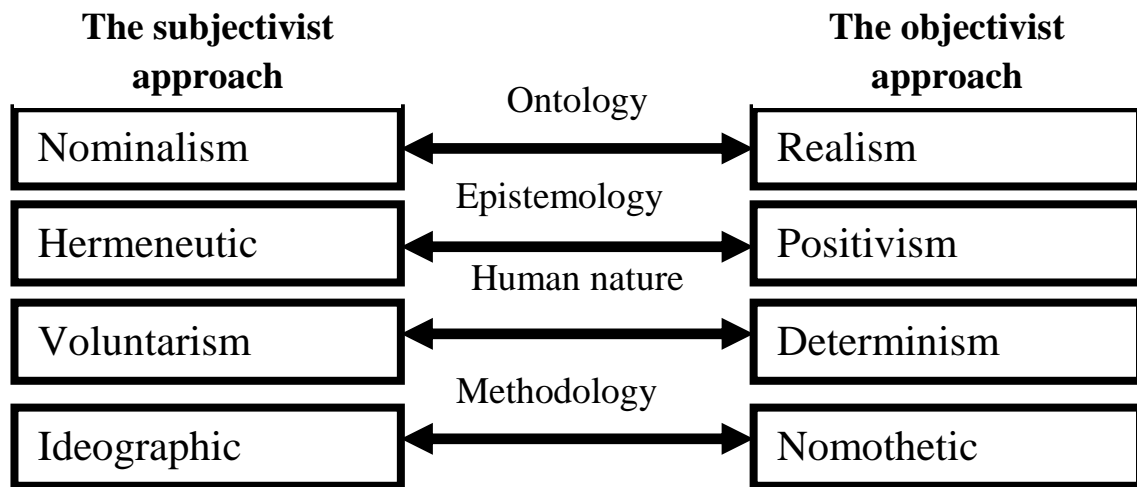 The subjectivist
approach
The objectivist
approach
Ontology
Nominalism
Realism
Epistemology
Hermeneutic
Positivism
Human nature
Voluntarism
Determinism
Methodology
Ideographic
Nomothetic